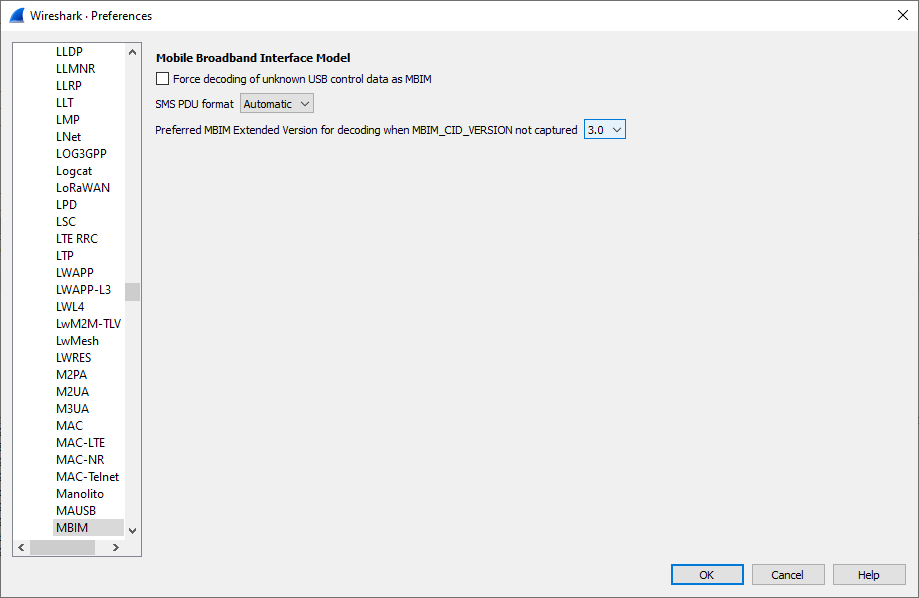 Wireshark · Preferences
LLDP
LLMNR
LLRP
LLT
LMP
LNet
LOG3GPP
Logcat
LoRaWAN
LPD
LSC
LTE RRC
LTP
LWAPP
LWAPP-L3
LWL4
LwM2M-TLV
LwMesh
LWRES
M2PA
M2UA
M3UA
MAC
MAC-LTE
MAC-NR
MAC-Telnet
Manolito
MAUSB
MBIM
Mobile Broadband Interface Model
Force decoding of unknown USB control data as MBIM
SMS PDU format Automatic
Preferred MBIM Extended Version for decoding when MBIM_CID_VERSION not captured 3.0
OK Cancel Help